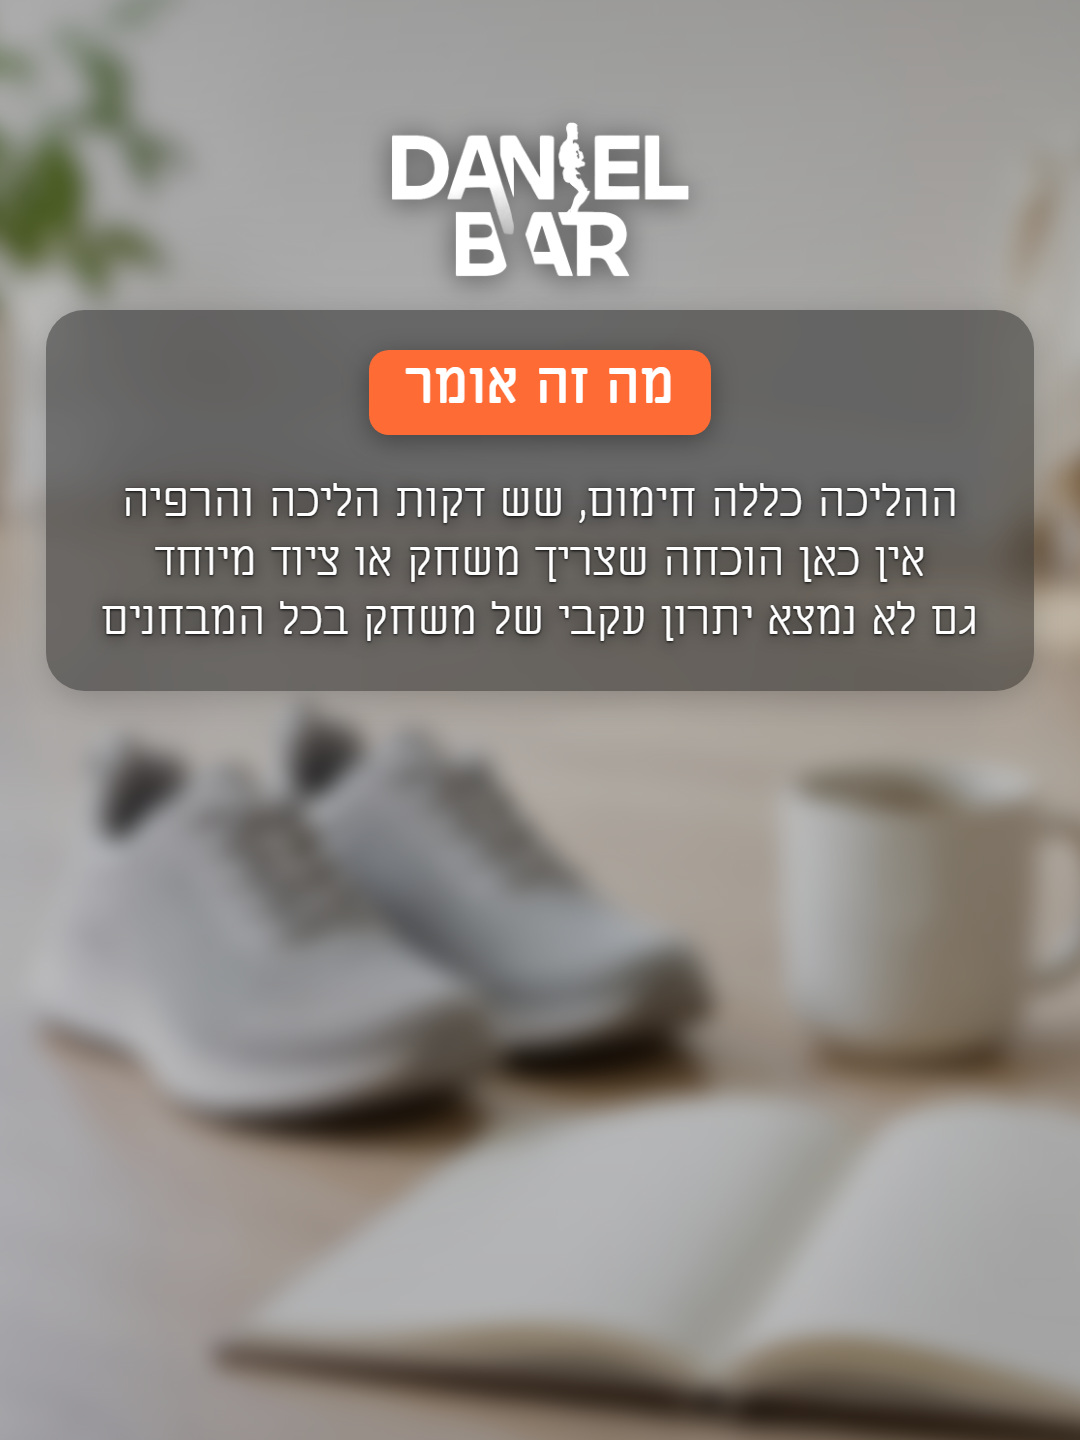 DANIEL
BAR
מה זה אומר
ההליכה כללה חימום, שש דקות הליכה והרפיה
אין כאן הוכחה שצריך משחק או ציוד מיוחד
גם לא נמצא יתרון עקבי של משחק בכל המבחנים